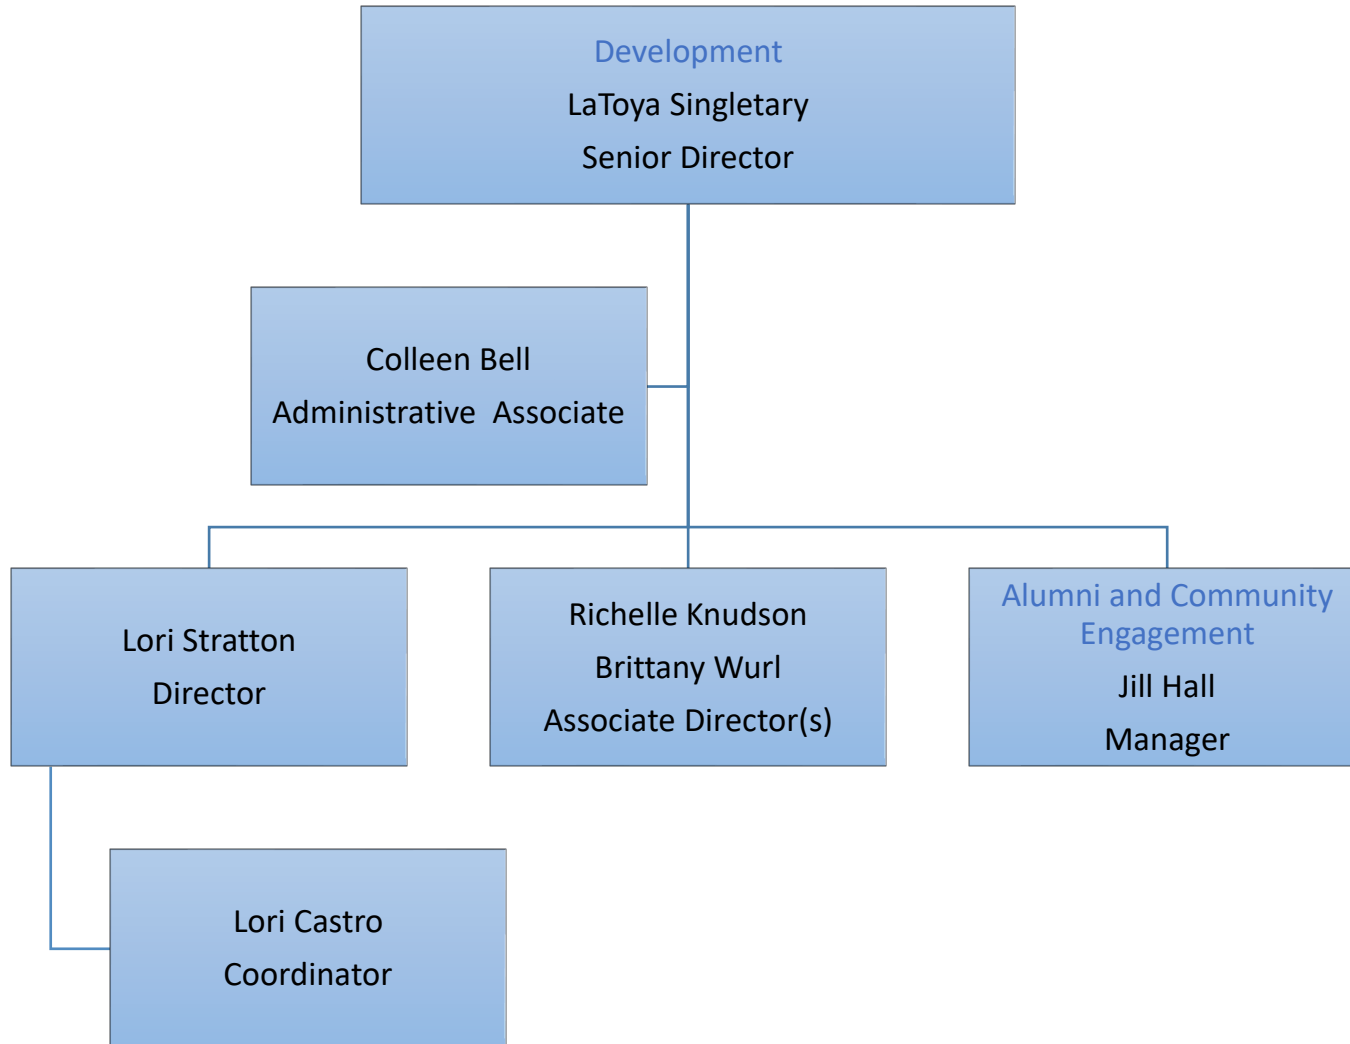 Development
LaToya Singletary
Senior Director
Colleen Bell
Administrative  Associate
Lori Stratton
Director
Richelle Knudson
Brittany Wurl
Associate Director(s)
Alumni and Community
Engagement
Jill Hall
Manager
Lori Castro
Coordinator